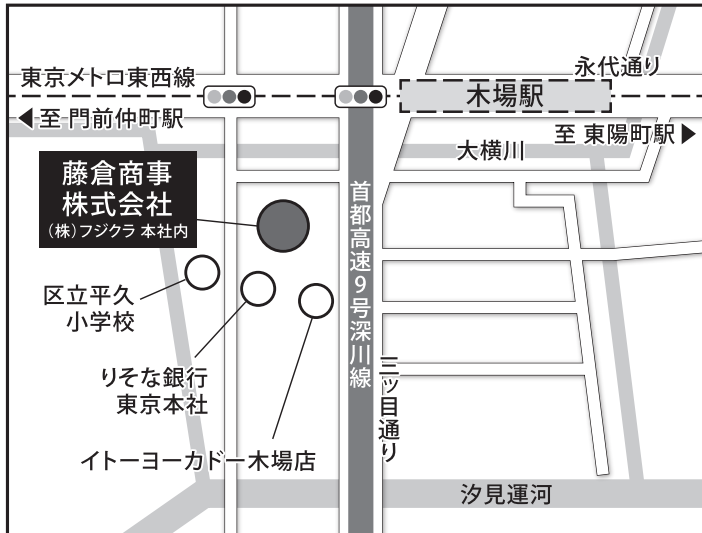 東京メトロ東西線
永代通り
木場駅
至 門前仲町駅
至 東陽町駅
大横川
藤倉商事
株式会社
(株)フジクラ 本社内
首都高速9号深川線
区立平久
小学校
りそな銀行
東京本社
三ッ目通り
イトーヨーカドー木場店
汐見運河